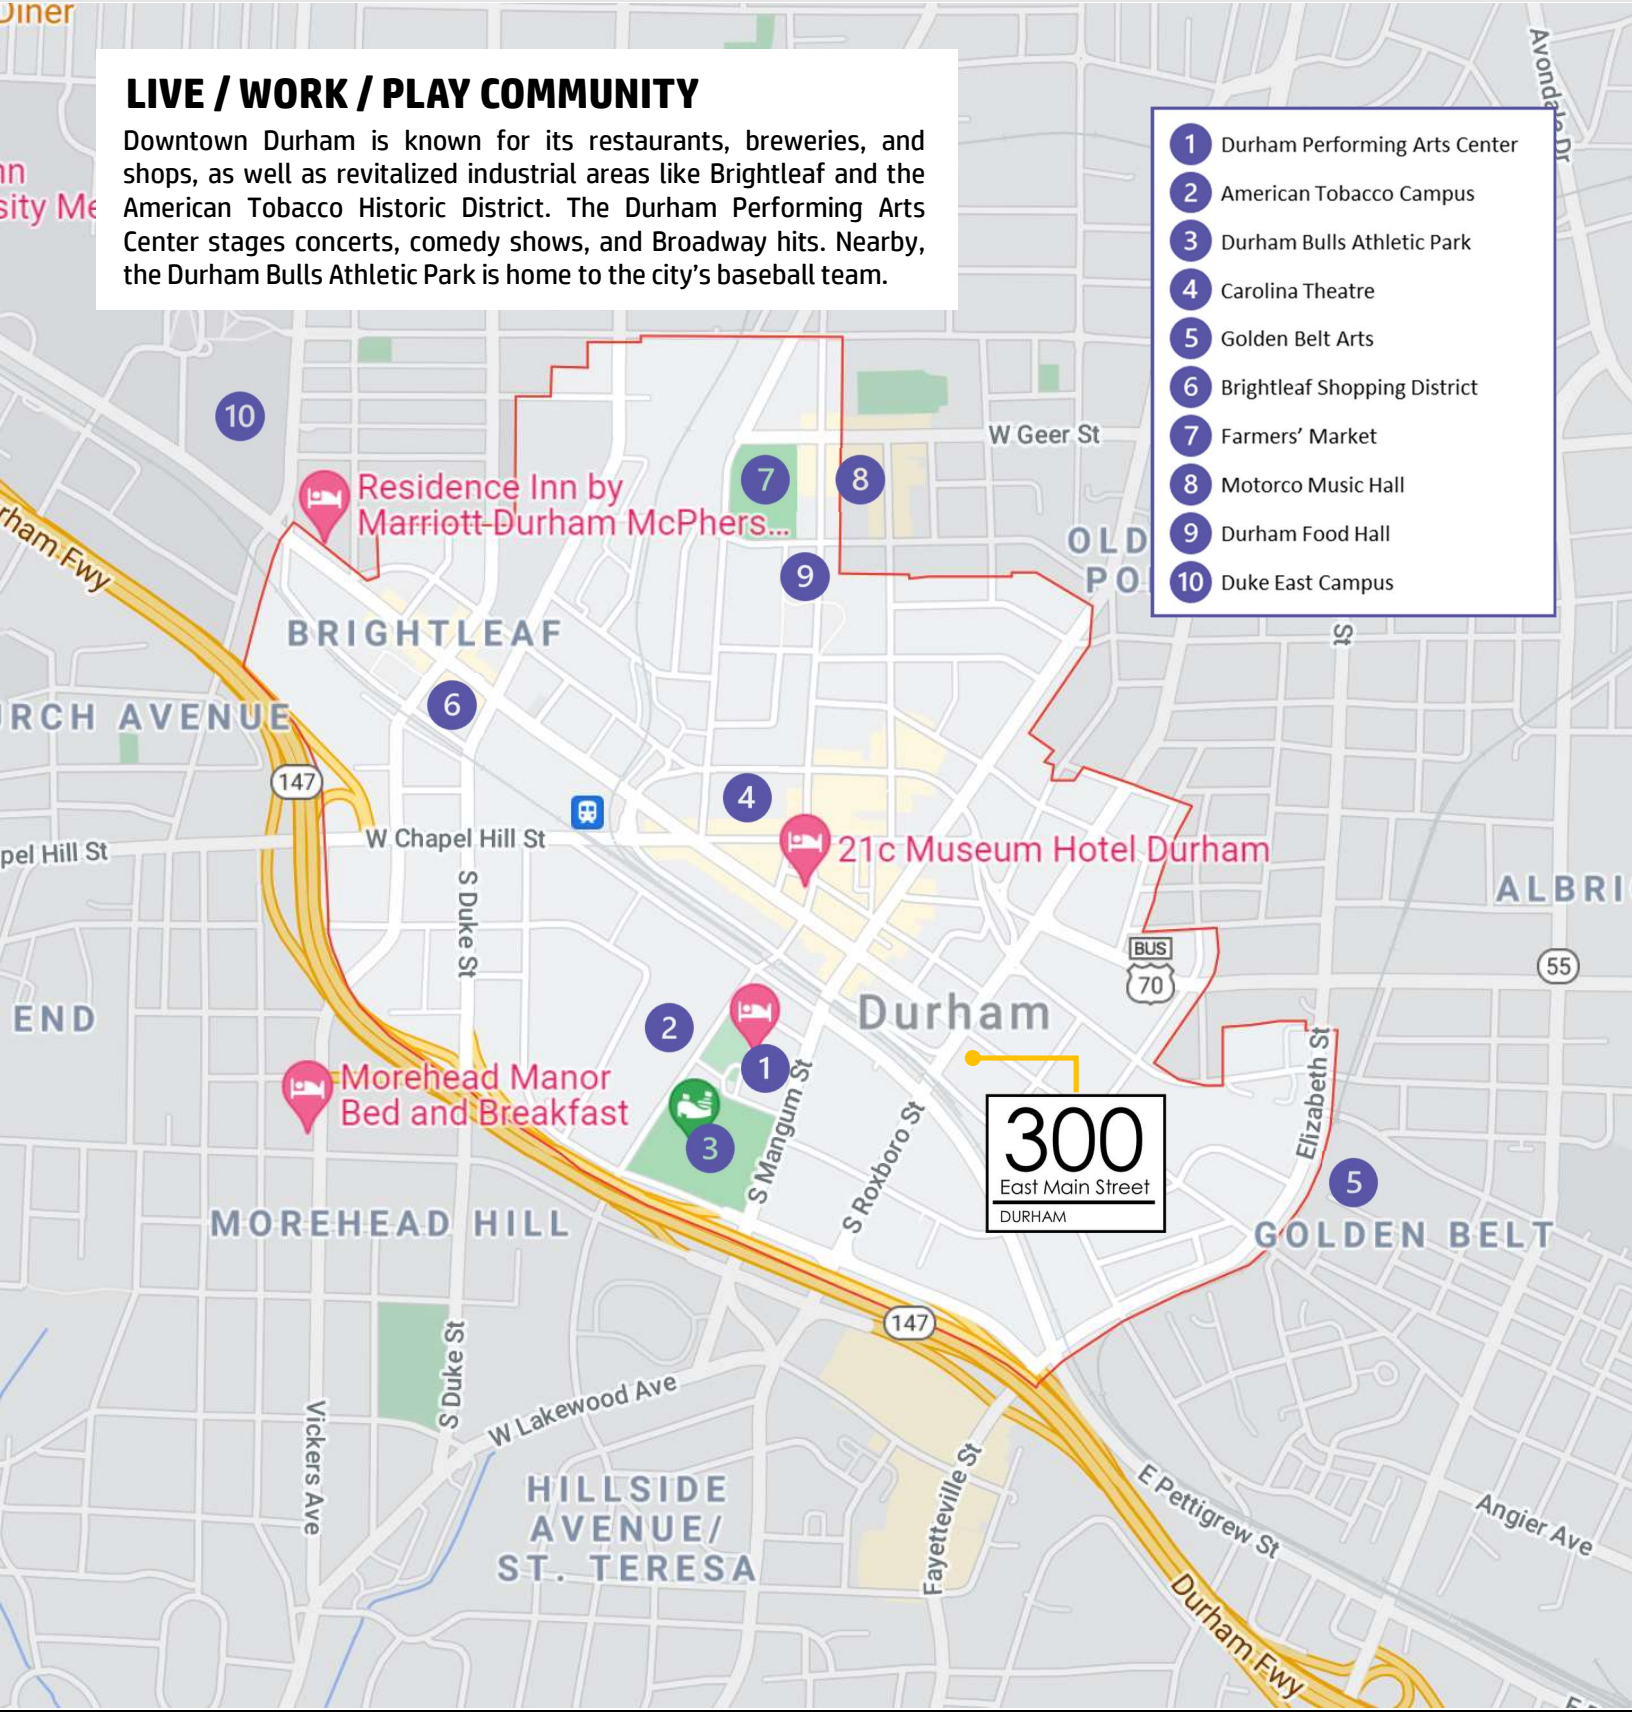 Diner
LIVE / WORK / PLAY COMMUNITY
Downtown Durham is known for its restaurants, breweries, and
shops, as well as revitalized industrial areas like Brightleaf and the
American Tobacco Historic District. The Durham Performing Arts
Center stages concerts, comedy shows, and Broadway hits. Nearby,
the Durham Bulls Athletic Park is home to the city's baseball team.
nn
sity Me
Avondale Dr
1 Durham Performing Arts Center
2 American Tobacco Campus
3 Durham Bulls Athletic Park
4 Carolina Theatre
5 Golden Belt Arts
6 Brightleaf Shopping District
7 Farmers' Market
8 Motorco Music Hall
9 Durham Food Hall
10 Duke East Campus
10
W Geer St
7
8
Residence Inn by
Marriott Durham McPhers...
rham Fwy
OLD
PO
9
BRIGHTLEAF
St
6
RCH AVENUE
147
4
W Chapel Hill St
pel Hill St
21c Museum Hotel Durham
S Duke St
ALBRI
BUS
70
55
END
2
Durham
1
Morehead Manor
Bed and Breakfast
3
S Mangum St
S Roxboro St
300
East Main Street
DURHAM
Elizabeth St
5
MOREHEAD HILL
GOLDEN BELT
147
S Duke St
W Lakewood Ave
Vickers Ave
HILLSIDE
AVENUE/
ST. TERESA
Fayetteville St
E Pettigrew St
Angier Ave
Durham Fwy